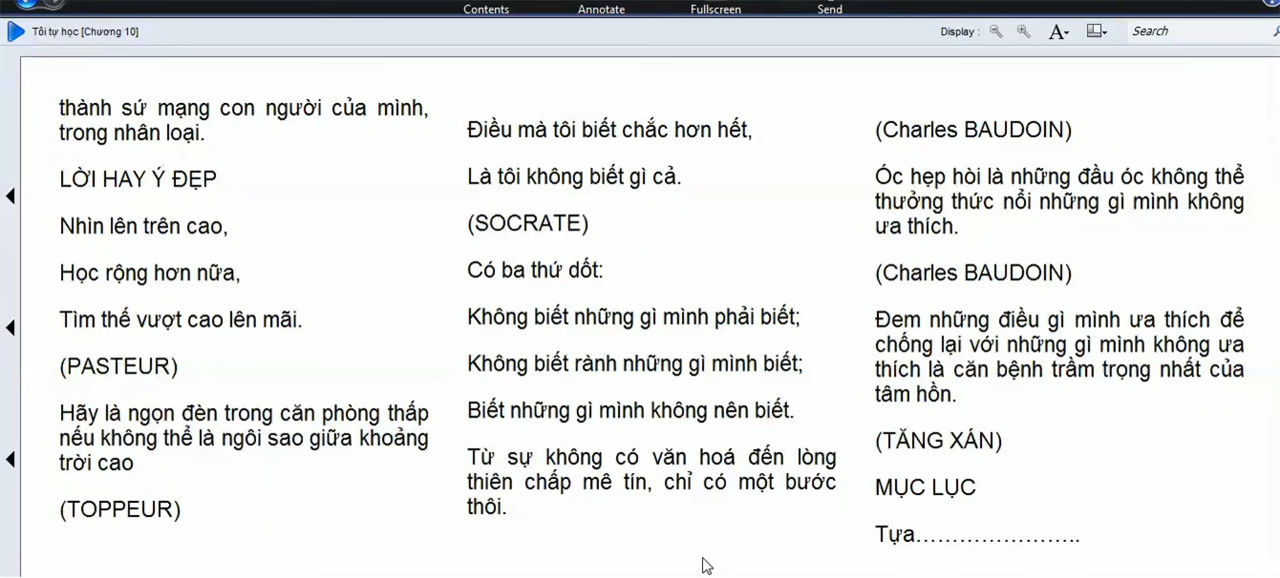 Contents Annotate Fullscreen Send
Tôi tự học [Chương 10]
Display : A Search
thành sứ mạng con người của mình,
trong nhân loại.
LỜI HAY Ý ĐẸP
Nhìn lên trên cao,
Học rộng hơn nữa,
Tìm thế vượt cao lên mãi.
(PASTEUR)
Hãy là ngọn đèn trong căn phòng thấp
nếu không thể là ngôi sao giữa khoảng
trời cao
(TOPPEUR)
Điều mà tôi biết chắc hơn hết,
Là tôi không biết gì cả.
(SOCRATE)
Có ba thứ dốt:
Không biết những gì mình phải biết;
Không biết rành những gì mình biết;
Biết những gì mình không nên biết.
Từ sự không có văn hoá đến lòng
thiên chấp mê tín, chỉ có một bước
thôi.
(Charles BAUDOIN)
Óc hẹp hòi là những đầu óc không thể
thưởng thức nổi những gì mình không
ưa thích.
(Charles BAUDOIN)
Đem những điều gì mình ưa thích để
chống lại với những gì mình không ưa
thích là căn bệnh trầm trọng nhất của
tâm hồn.
(TĂNG XÁN)
MỤC LỤC
Tựa…………………..